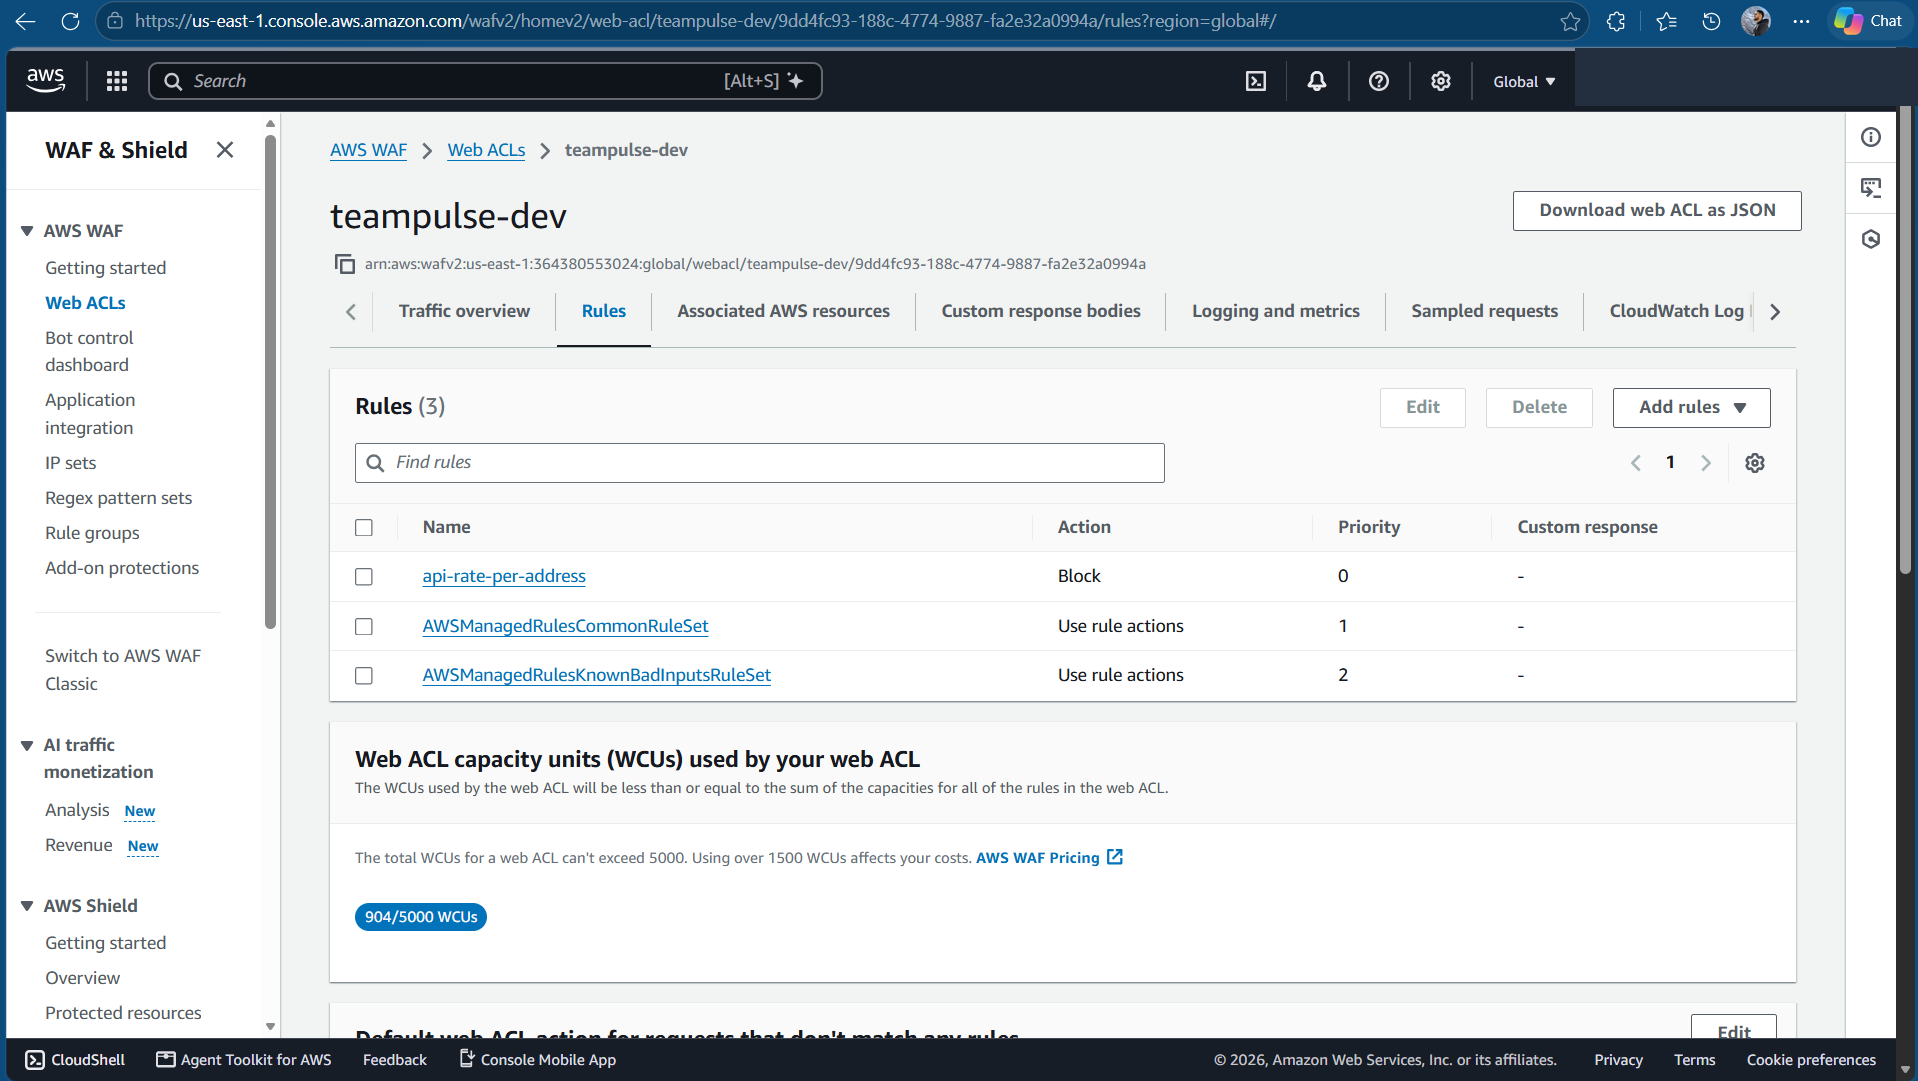 https://us-east-1.console.aws.amazon.com/wafv2/homev2/web-acl/teampulse-dev/9dd4fc93-188c-4774-9887-fa2e32a0994a/rules?region=global#/
Chat
aws
Search
[Alt+S]
Global
WAF & Shield
AWS WAF
Getting started
Web ACLs
Bot control
dashboard
Application
integration
IP sets
Regex pattern sets
Rule groups
Add-on protections
Switch to AWS WAF
Classic
AI traffic
monetization
Analysis New
Revenue New
AWS Shield
Getting started
Overview
Protected resources
AWS WAF > Web ACLs > teampulse-dev
teampulse-dev
Download web ACL as JSON
arn:aws:wafv2:us-east-1:364380553024:global/webacl/teampulse-dev/9dd4fc93-188c-4774-9887-fa2e32a0994a
Traffic overview
Rules
Associated AWS resources
Custom response bodies
Logging and metrics
Sampled requests
CloudWatch Log
Rules (3)
Edit
Delete
Add rules
Find rules
1
Name Action Priority Custom response
api-rate-per-address Block 0 -
AWSManagedRulesCommonRuleSet Use rule actions 1 -
AWSManagedRulesKnownBadInputsRuleSet Use rule actions 2 -
Web ACL capacity units (WCUs) used by your web ACL
The WCUs used by the web ACL will be less than or equal to the sum of the capacities for all of the rules in the web ACL.
The total WCUs for a web ACL can't exceed 5000. Using over 1500 WCUs affects your costs. AWS WAF Pricing
904/5000 WCUs
Default web ACL action for requests that don't match any rules
Edit
CloudShell
Agent Toolkit for AWS
Feedback
Console Mobile App
© 2026, Amazon Web Services, Inc. or its affiliates.
Privacy
Terms
Cookie preferences